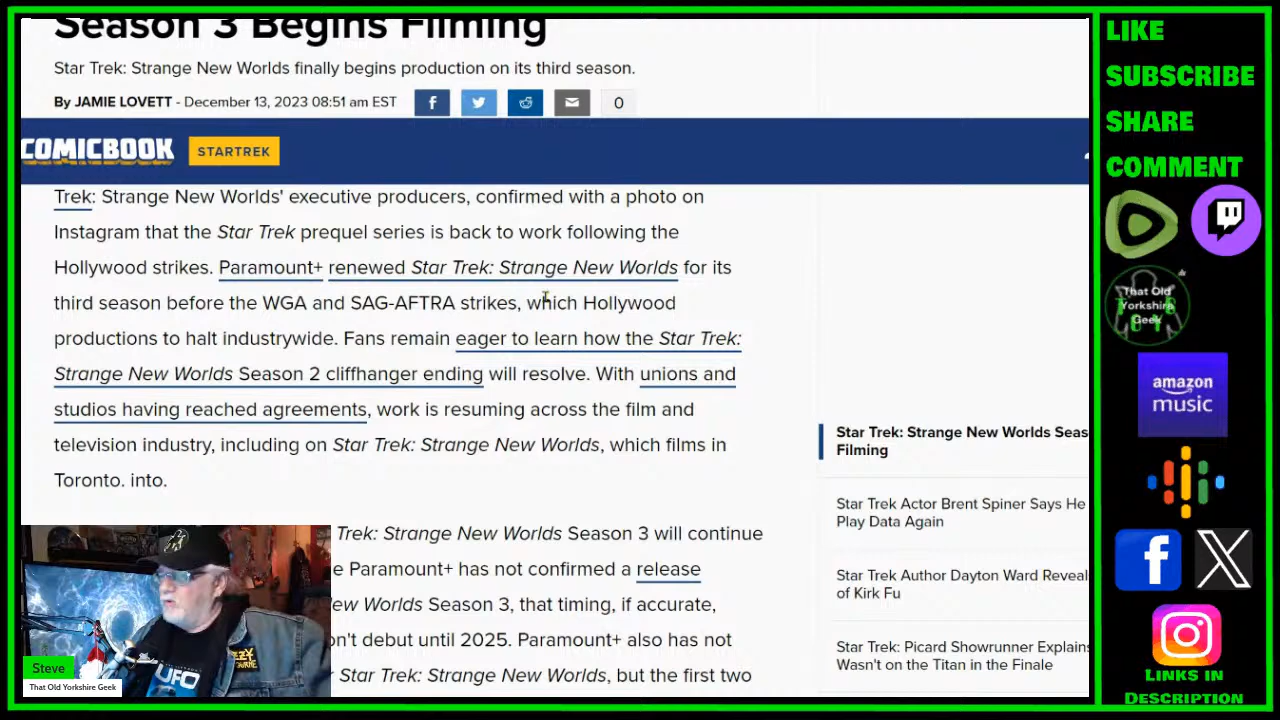 Season 3 Begins Filming
Star Trek: Strange New Worlds finally begins production on its third season.
By JAMIE LOVETT - December 13, 2023 08:51 am EST
0
COMICBOOK
STARTREK
Trek: Strange New Worlds' executive producers, confirmed with a photo on
Instagram that the Star Trek prequel series is back to work following the
Hollywood strikes. Paramount+ renewed Star Trek: Strange New Worlds for its
third season before the WGA and SAG-AFTRA strikes, which Hollywood
productions to halt industrywide. Fans remain eager to learn how the Star Trek:
Strange New Worlds Season 2 cliffhanger ending will resolve. With unions and
studios having reached agreements, work is resuming across the film and
television industry, including on Star Trek: Strange New Worlds, which films in
Toronto. into.
Trek: Strange New Worlds Season 3 will continue
e Paramount+ has not confirmed a release
ew Worlds Season 3, that timing, if accurate,
n't debut until 2025. Paramount+ also has not
Star Trek: Strange New Worlds, but the first two
Star Trek: Strange New Worlds Seas
Filming
Star Trek Actor Brent Spiner Says He
Play Data Again
Star Trek Author Dayton Ward Reveal
of Kirk Fu
Star Trek: Picard Showrunner Explains
Wasn't on the Titan in the Finale
UFO
Steve
That Old Yorkshire Geek
LIKE
SUBSCRIBE
SHARE
COMMENT
That Old
Yorkshire
Geek
amazon
music
LINKS IN
DESCRIPTION